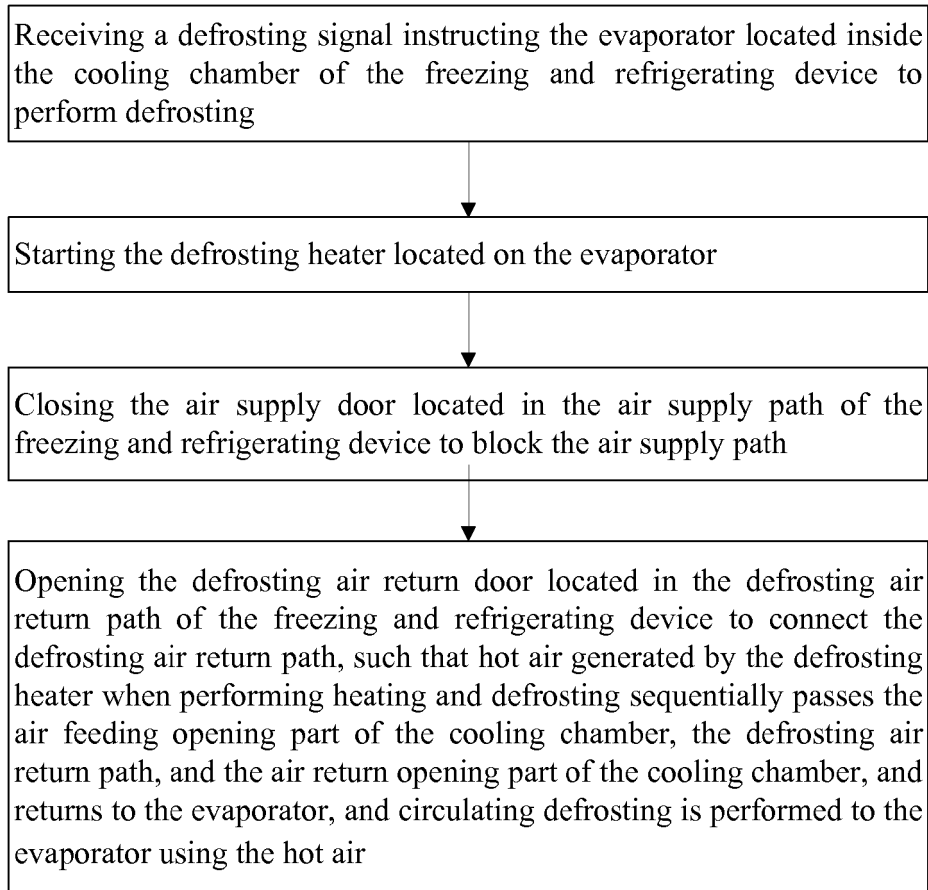 Receiving a defrosting signal instructing the evaporator located inside
the cooling chamber of the freezing and refrigerating device to
perform defrosting
Starting the defrosting heater located on the evaporator
Closing the air supply door located in the air supply path of the
freezing and refrigerating device to block the air supply path
Opening the defrosting air return door located in the defrosting air
return path of the freezing and refrigerating device to connect the
defrosting air return path, such that hot air generated by the defrosting
heater when performing heating and defrosting sequentially passes the
air feeding opening part of the cooling chamber, the defrosting air
return path, and the air return opening part of the cooling chamber, and
returns to the evaporator, and circulating defrosting is performed to the
evaporator using the hot air